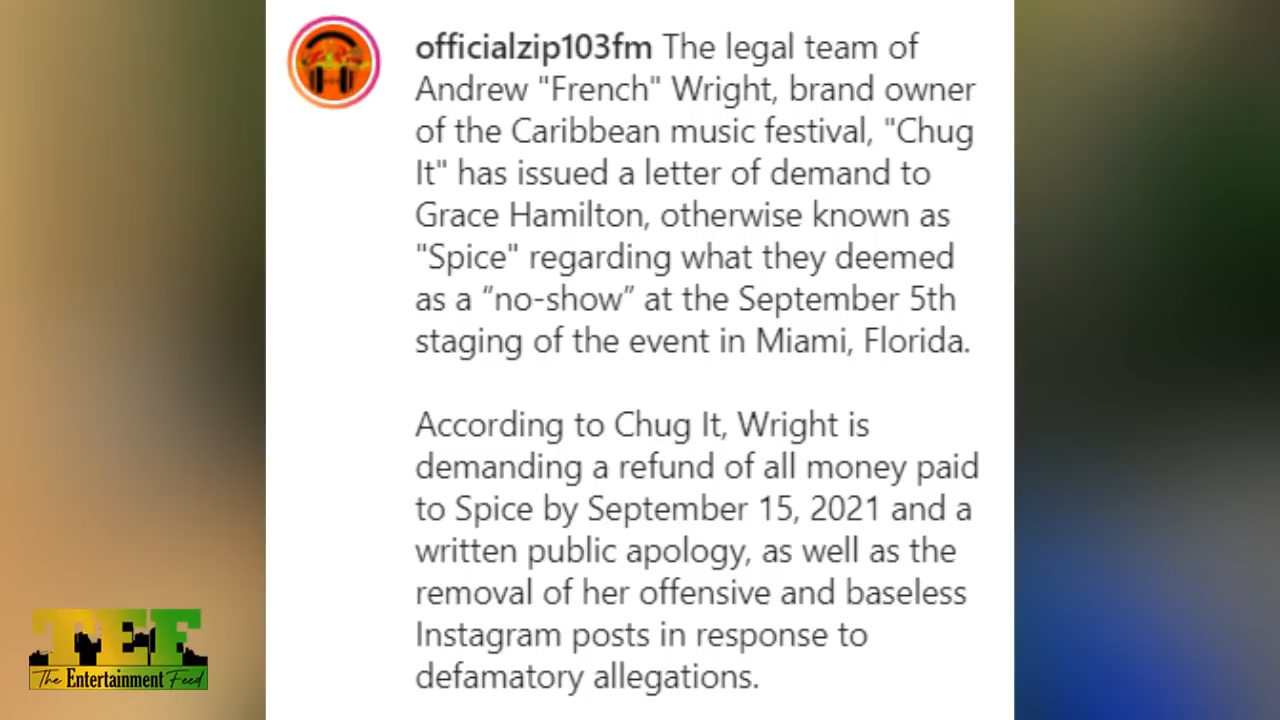 officialzip103fm The legal team of
Andrew "French" Wright, brand owner
of the Caribbean music festival, "Chug
It" has issued a letter of demand to
Grace Hamilton, otherwise known as
"Spice" regarding what they deemed
as a “no-show” at the September 5th
staging of the event in Miami, Florida.
According to Chug It, Wright is
demanding a refund of all money paid
to Spice by September 15, 2021 and a
written public apology, as well as the
removal of her offensive and baseless
Instagram posts in response to
defamatory allegations.
TEF
The Entertainment Feed